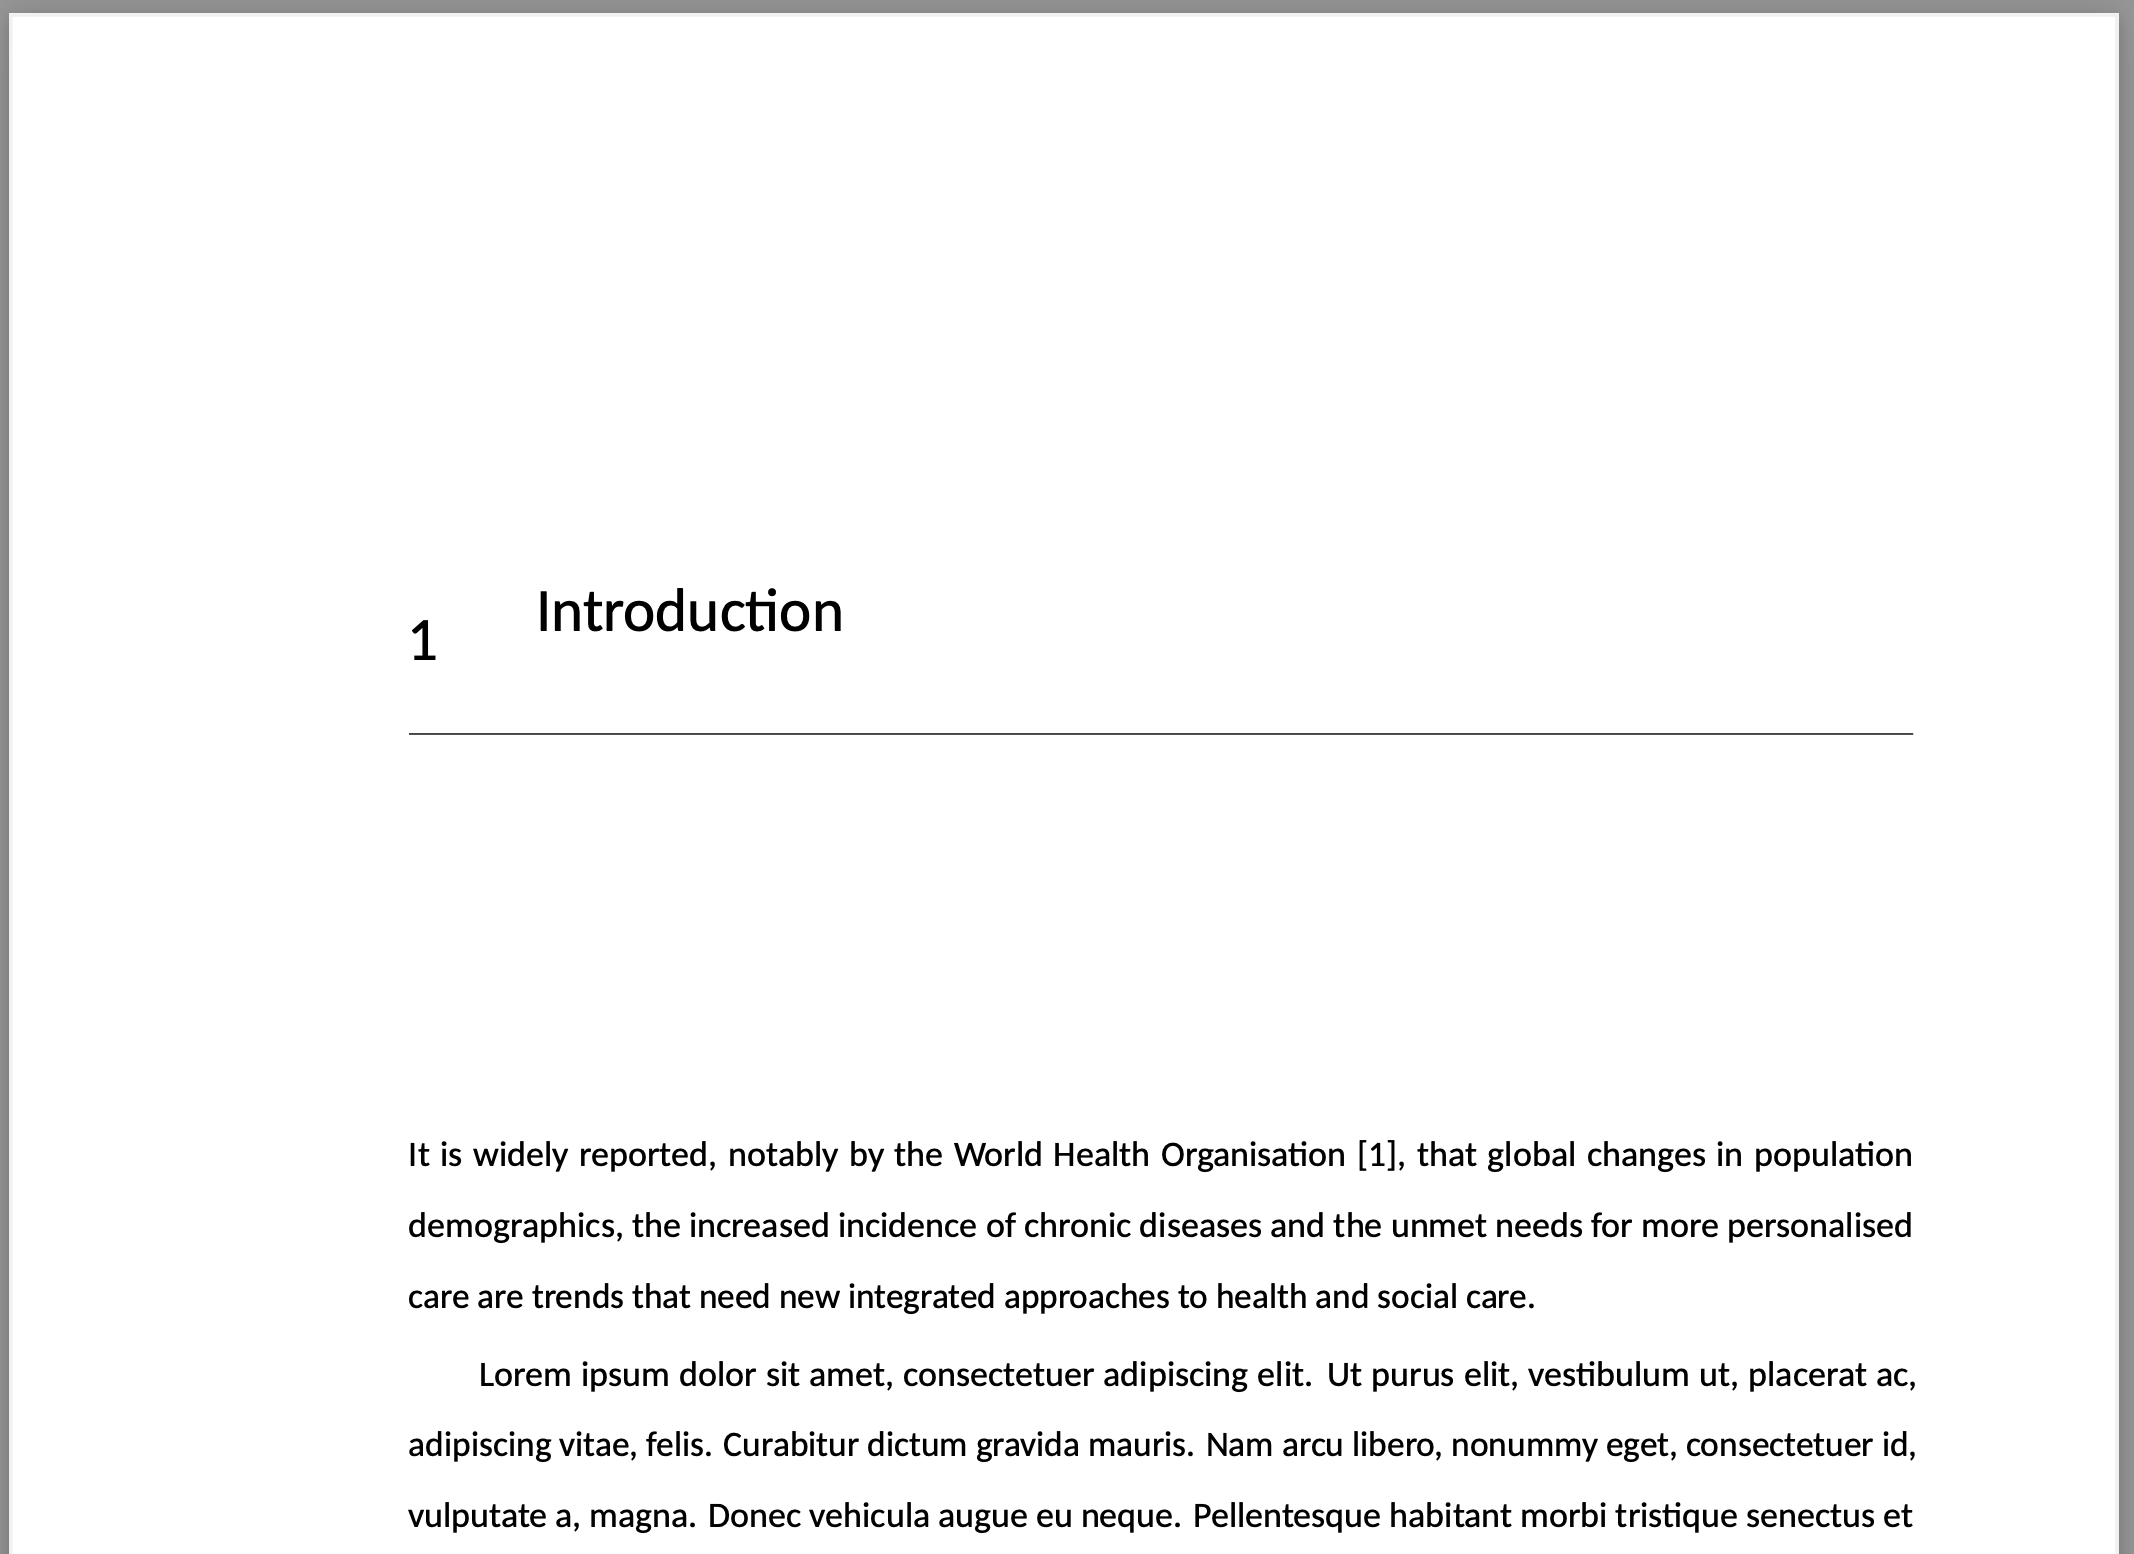 1 Introduction
It is widely reported, notably by the World Health Organisation [1], that global changes in population
demographics, the increased incidence of chronic diseases and the unmet needs for more personalised
care are trends that need new integrated approaches to health and social care.
Lorem ipsum dolor sit amet, consectetuer adipiscing elit. Ut purus elit, vestibulum ut, placerat ac,
adipiscing vitae, felis. Curabitur dictum gravida mauris. Nam arcu libero, nonummy eget, consectetuer id,
vulputate a, magna. Donec vehicula augue eu neque. Pellentesque habitant morbi tristique senectus et